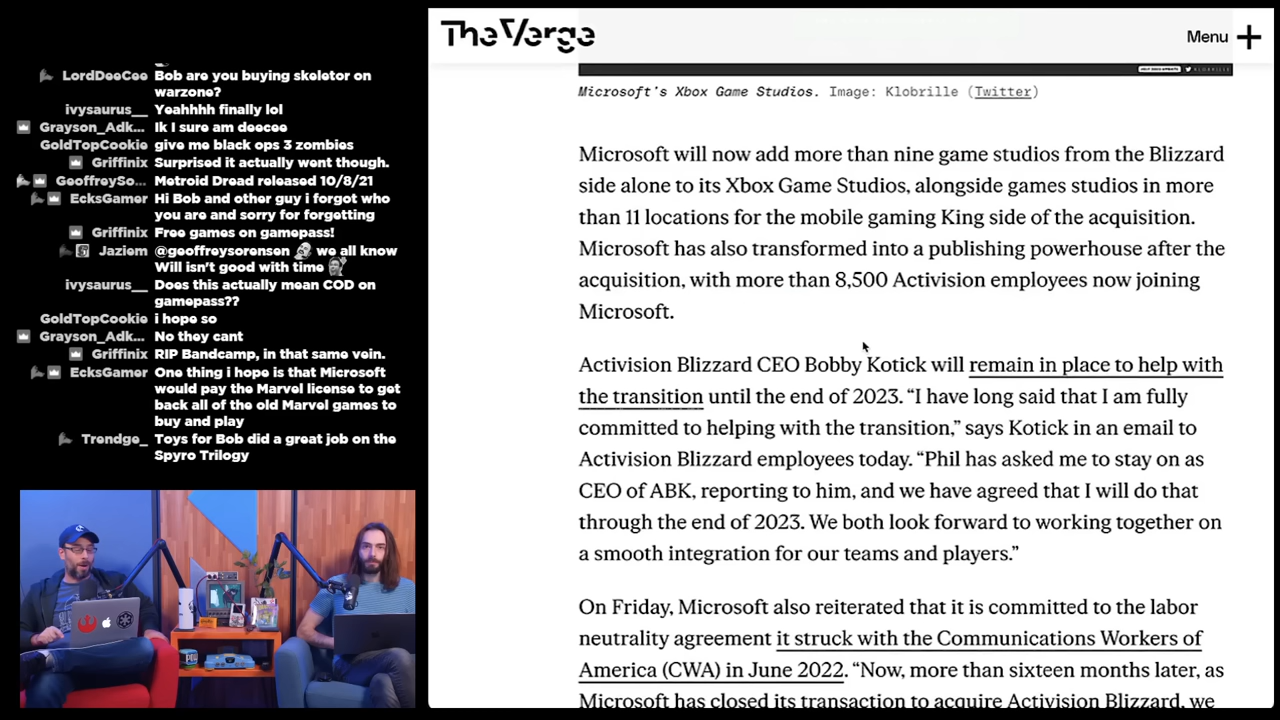 LordDeeCee Bob are you buying skeletor on
warzone?
ivysaurus__ Yeahhhh finally lol
Grayson_Adk... Ik I sure am deecee
GoldTopCookie give me black ops 3 zombies
Griffinix Surprised it actually went though.
GeoffreySo... Metroid Dread released 10/8/21
EcksGamer Hi Bob and other guy i forgot who
you are and sorry for forgetting
Griffinix Free games on gamepass!
Jaziem @geoffreysorensen we all know
Will isn't good with time
ivysaurus__ Does this actually mean COD on
gamepass??
GoldTopCookie i hope so
Grayson_Adk... No they cant
Griffinix RIP Bandcamp, in that same vein.
EcksGamer One thing i hope is that Microsoft
would pay the Marvel license to get
back all of the old Marvel games to
buy and play
Trendge_ Toys for Bob did a great job on the
Spyro Trilogy
The Verge
Menu
Microsoft's Xbox Game Studios. Image: Klobrille (Twitter)
Microsoft will now add more than nine game studios from the Blizzard
side alone to its Xbox Game Studios, alongside games studios in more
than 11 locations for the mobile gaming King side of the acquisition.
Microsoft has also transformed into a publishing powerhouse after the
acquisition, with more than 8,500 Activision employees now joining
Microsoft.
Activision Blizzard CEO Bobby Kotick will remain in place to help with
the transition until the end of 2023. “I have long said that I am fully
committed to helping with the transition,” says Kotick in an email to
Activision Blizzard employees today. “Phil has asked me to stay on as
CEO of ABK, reporting to him, and we have agreed that I will do that
through the end of 2023. We both look forward to working together on
a smooth integration for our teams and players.”
On Friday, Microsoft also reiterated that it is committed to the labor
neutrality agreement it struck with the Communications Workers of
America (CWA) in June 2022. “Now, more than sixteen months later, as
Microsoft has closed its transaction to acquire Activision Blizzard, we